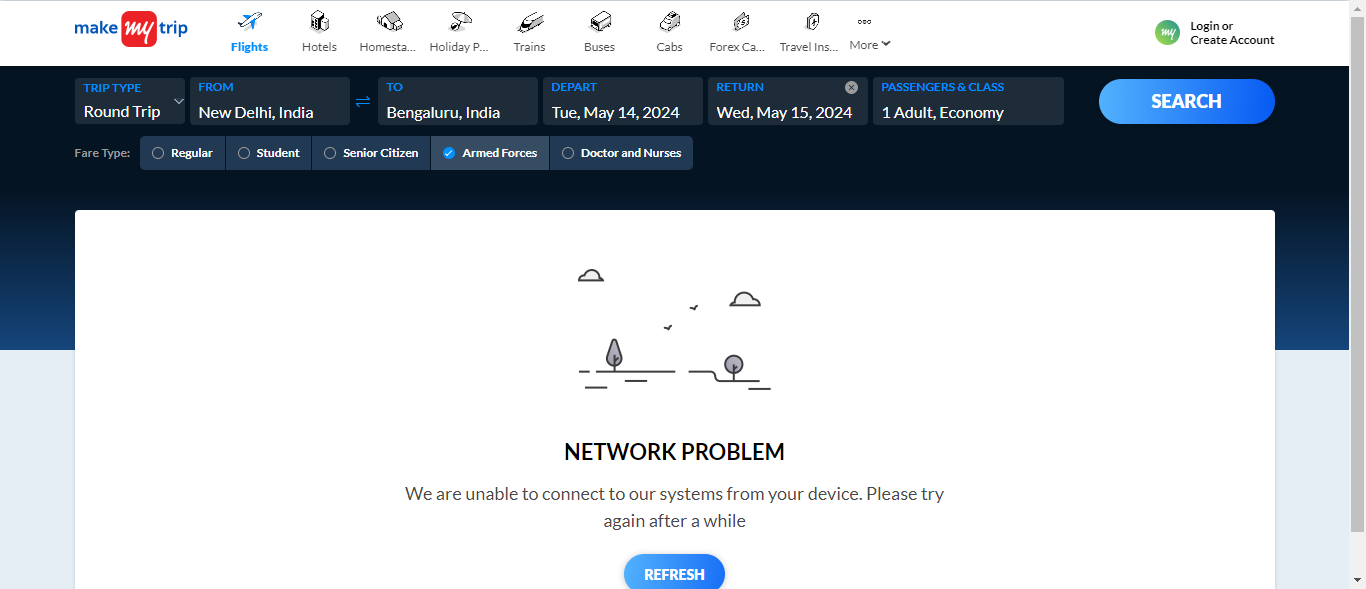 make my trip
Flights
Hotels
Homesta...
Holiday P...
Trains
Buses
Cabs
Forex Ca...
Travel Ins...
More
my
Login or
Create Account
TRIP TYPE
Round Trip
FROM
New Delhi, India
TO
Bengaluru, India
DEPART
Tue, May 14, 2024
RETURN
Wed, May 15, 2024
PASSENGERS & CLASS
1 Adult, Economy
SEARCH
Fare Type:
Regular
Student
Senior Citizen
Armed Forces
Doctor and Nurses
NETWORK PROBLEM
We are unable to connect to our systems from your device. Please try
again after a while
REFRESH